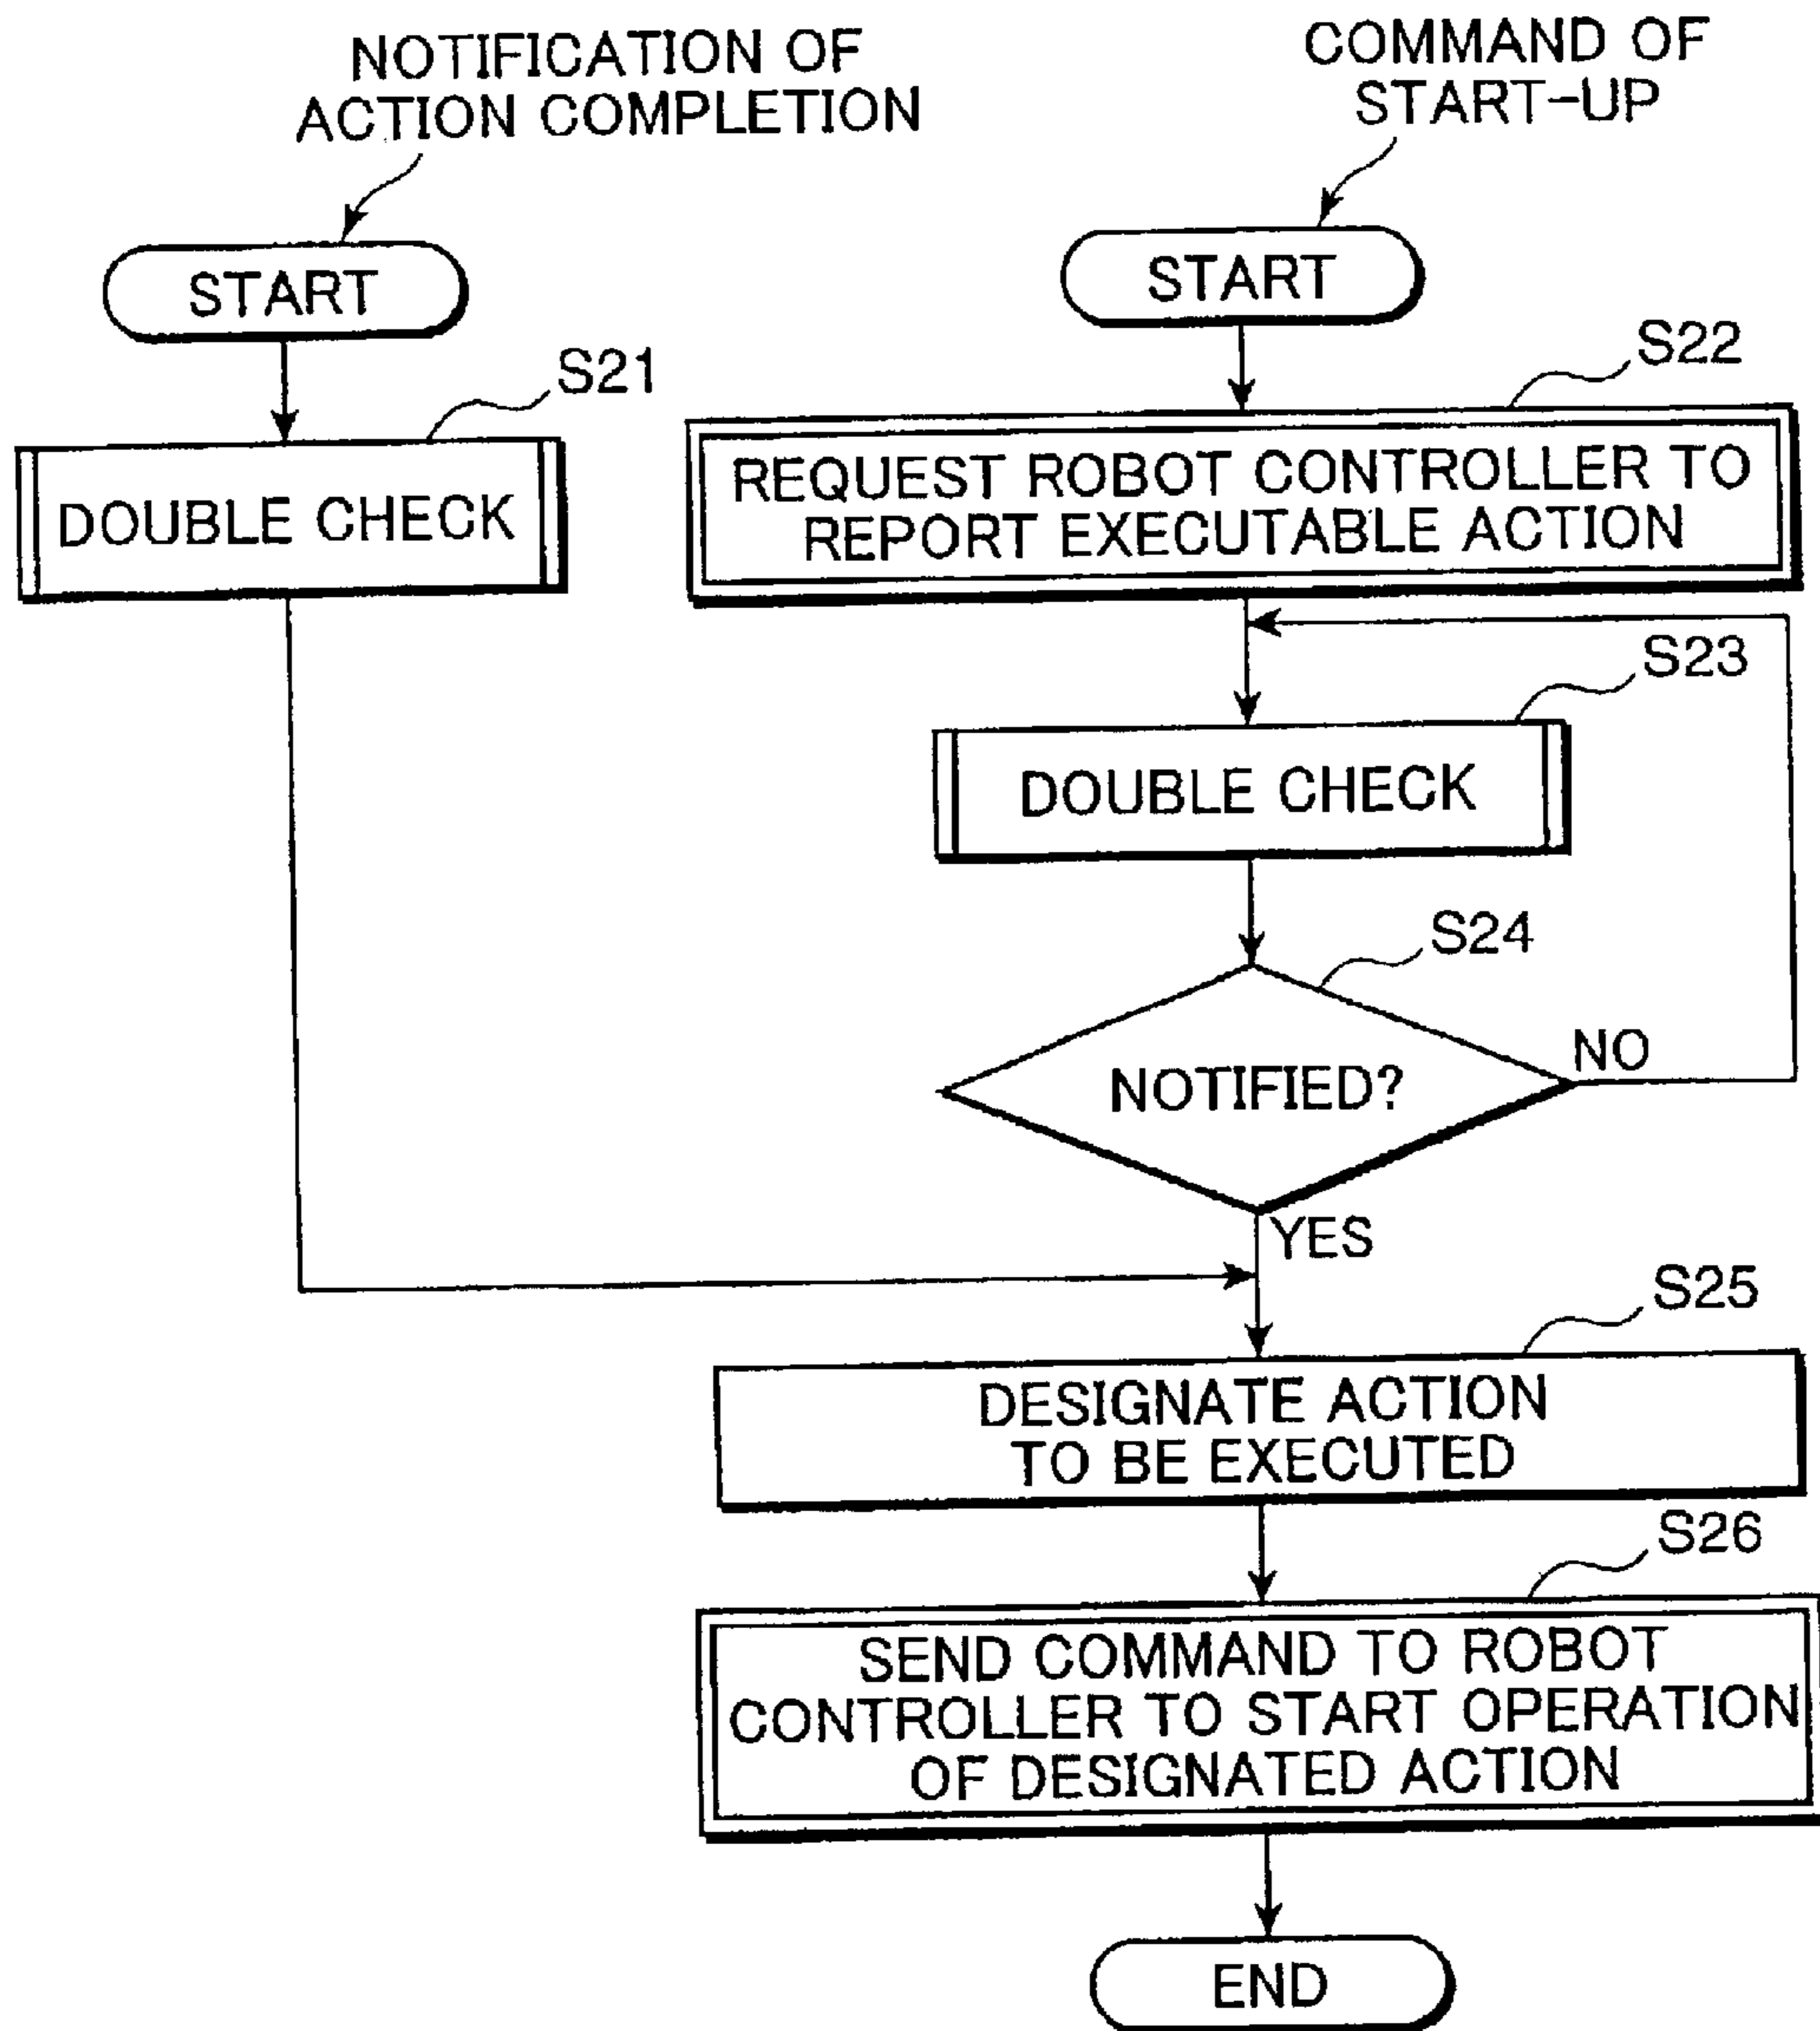 NOTIFICATION OF
ACTION COMPLETION
COMMAND OF
START-UP
START
START
S21
S22
DOUBLE CHECK
REQUEST ROBOT CONTROLLER TO
REPORT EXECUTABLE ACTION
S23
DOUBLE CHECK
S24
NOTIFIED?
NO
YES
S25
DESIGNATE ACTION
TO BE EXECUTED
S26
SEND COMMAND TO ROBOT
CONTROLLER TO START OPERATION
OF DESIGNATED ACTION
END